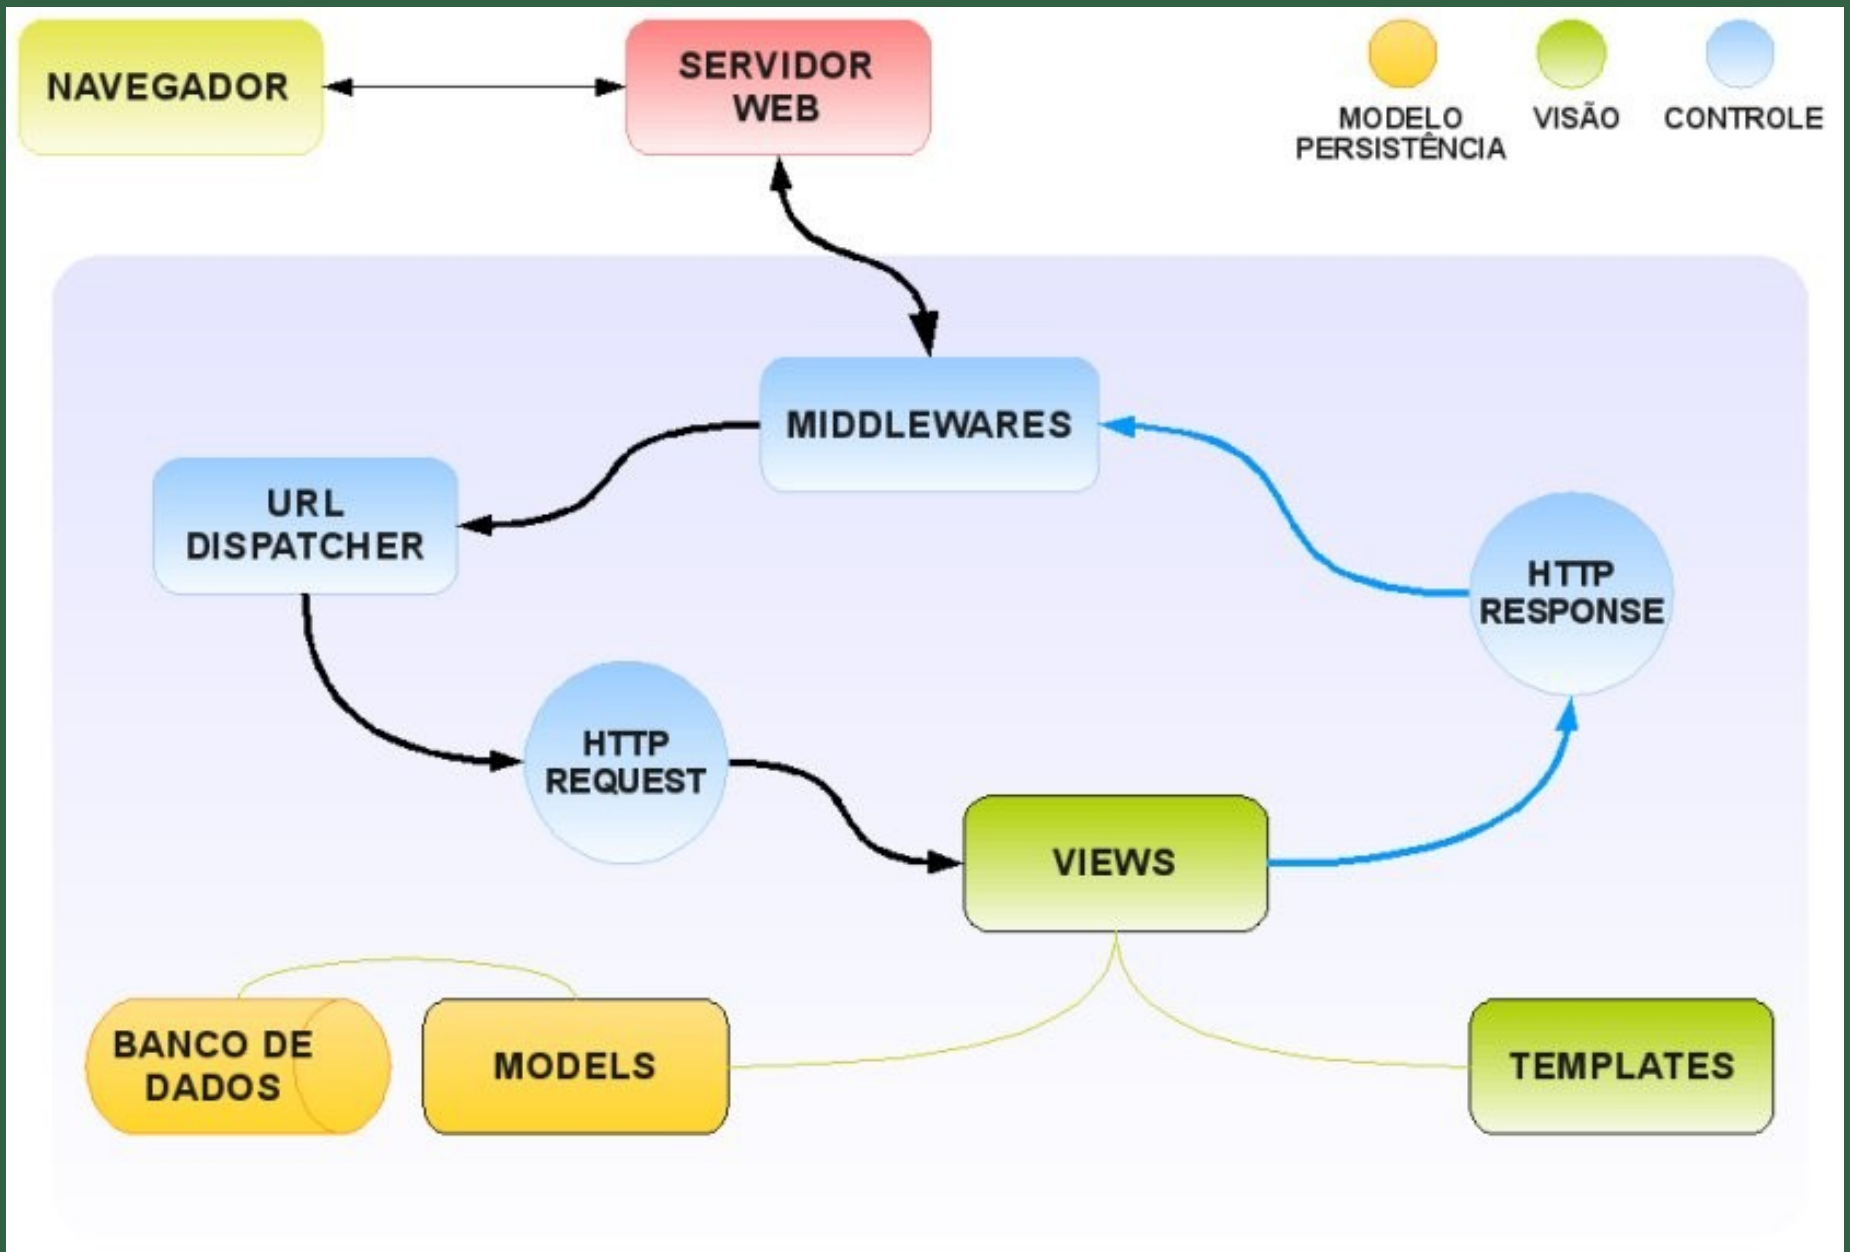 NAVEGADOR
SERVIDOR
WEB
MODELO
PERSISTÊNCIA
VISÃO
CONTROLE
MIDDLEWARES
URL
DISPATCHER
HTTP
RESPONSE
HTTP
REQUEST
VIEWS
BANCO DE
DADOS
MODELS
TEMPLATES